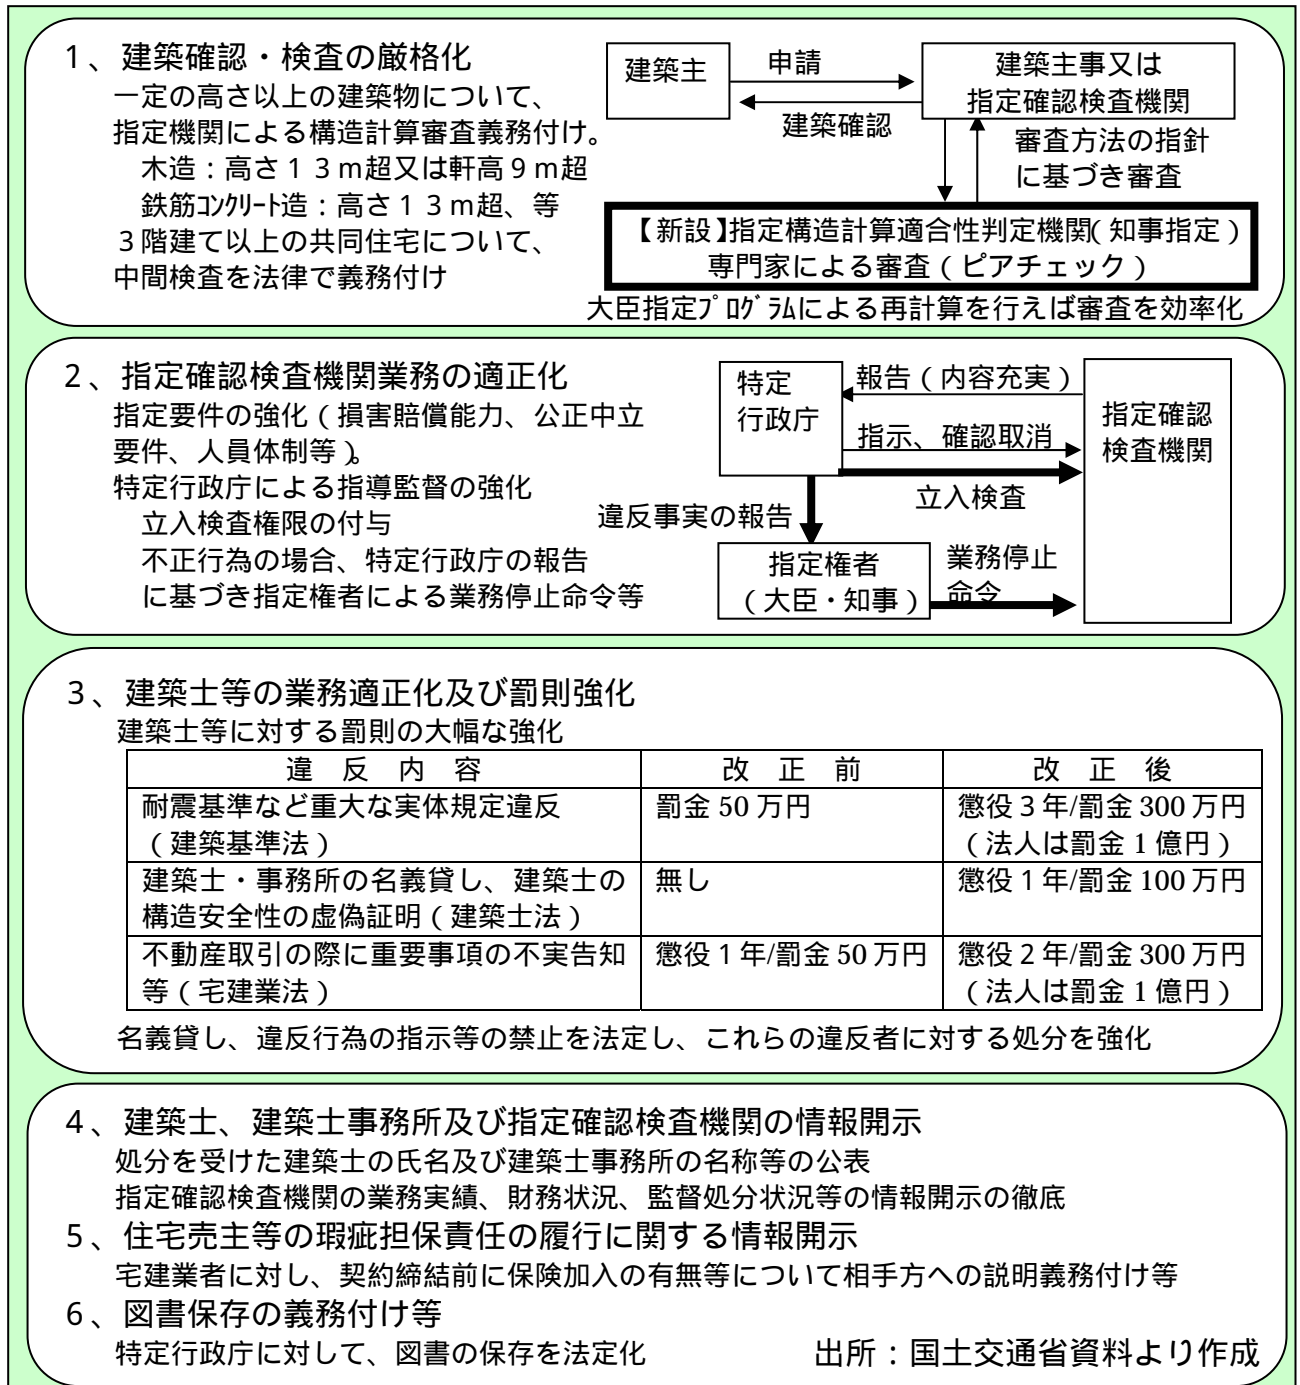 1、建築確認・検査の厳格化
一定の高さ以上の建築物について、
指定機関による構造計算審査義務付け。
木造：高さ１３ｍ超又は軒高９ｍ超
鉄筋ｺﾝｸﾘｰﾄ造：高さ１３ｍ超、等
３階建て以上の共同住宅について、
中間検査を法律で義務付け
建築主
申請
建築確認
建築主事又は
指定確認検査機関
審査方法の指針
に基づき審査
【新設】指定構造計算適合性判定機関（知事指定）
専門家による審査（ピアチェック）
大臣指定ﾌﾟﾛｸﾞﾗﾑによる再計算を行えば審査を効率化
2、指定確認検査機関業務の適正化
指定要件の強化（損害賠償能力、公正中立
要件、人員体制等）。
特定行政庁による指導監督の強化
立入検査権限の付与
不正行為の場合、特定行政庁の報告
に基づき指定権者による業務停止命令等
特定
行政庁
報告（内容充実）
指示、確認取消
立入検査
指定確認
検査機関
違反事実の報告
指定権者
（大臣・知事）
業務停止
命令
3、建築士等の業務適正化及び罰則強化
建築士等に対する罰則の大幅な強化
違　反　内　容　改　正　前　改　正　後
耐震基準など重大な実体規定違反　罰金 50 万円　懲役３年/罰金 300 万円
（建築基準法）　（法人は罰金 1 億円）
建築士・事務所の名義貸し、建築士の　無し　懲役１年/罰金 100 万円
構造安全性の虚偽証明（建築士法）
不動産取引の際に重要事項の不実告知　懲役１年/罰金 50 万円　懲役２年/罰金 300 万円
等（宅建業法）　（法人は罰金 1 億円）
名義貸し、違反行為の指示等の禁止を法定し、これらの違反者に対する処分を強化
4、建築士、建築士事務所及び指定確認検査機関の情報開示
処分を受けた建築士の氏名及び建築士事務所の名称等の公表
指定確認検査機関の業務実績、財務状況、監督処分状況等の情報開示の徹底
5、住宅売主等の瑕疵担保責任の履行に関する情報開示
宅建業者に対し、契約締結前に保険加入の有無等について相手方への説明義務付け等
6、図書保存の義務付け等
特定行政庁に対して、図書の保存を法定化
出所：国土交通省資料より作成